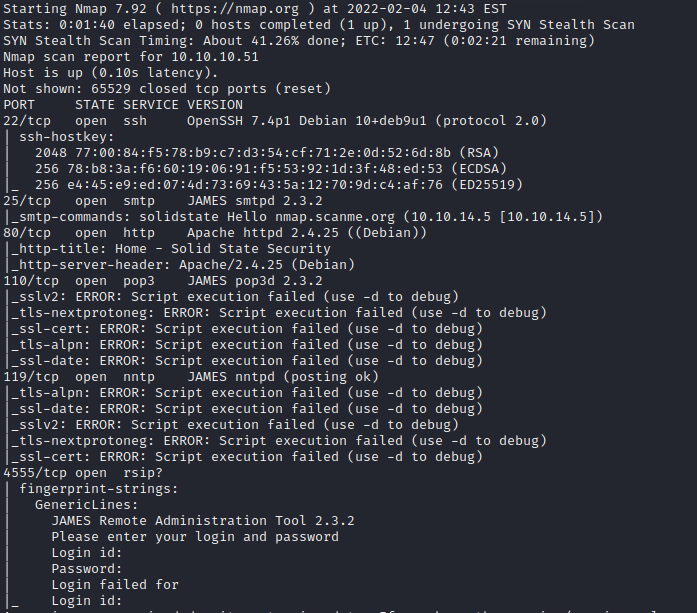 Starting Nmap 7.92 ( https://nmap.org ) at 2022-02-04 12:43 EST
Stats: 0:01:40 elapsed; 0 hosts completed (1 up), 1 undergoing SYN Stealth Scan
SYN Stealth Scan Timing: About 41.26% done; ETC: 12:47 (0:02:21 remaining)
Nmap scan report for 10.10.10.51
Host is up (0.10s latency).
Not shown: 65529 closed tcp ports (reset)
PORT     STATE SERVICE VERSION
22/tcp   open  ssh     OpenSSH 7.4p1 Debian 10+deb9u1 (protocol 2.0)
| ssh-hostkey:
|   2048 77:00:84:f5:78:b9:c7:d3:54:cf:71:2e:0d:52:6d:8b (RSA)
|   256 78:b8:3a:f6:60:19:06:91:f5:53:92:1d:3f:48:ed:53 (ECDSA)
|_  256 e4:45:e9:ed:07:4d:73:69:43:5a:12:70:9d:c4:af:76 (ED25519)
25/tcp   open  smtp    JAMES smtpd 2.3.2
|_smtp-commands: solidstate Hello nmap.scanme.org (10.10.14.5 [10.10.14.5])
80/tcp   open  http    Apache httpd 2.4.25 ((Debian))
|_http-title: Home - Solid State Security
|_http-server-header: Apache/2.4.25 (Debian)
110/tcp  open  pop3    JAMES pop3d 2.3.2
|_sslv2: ERROR: Script execution failed (use -d to debug)
|_tls-nextprotoneg: ERROR: Script execution failed (use -d to debug)
|_ssl-cert: ERROR: Script execution failed (use -d to debug)
|_tls-alpn: ERROR: Script execution failed (use -d to debug)
|_ssl-date: ERROR: Script execution failed (use -d to debug)
119/tcp  open  nntp    JAMES nntpd (posting ok)
|_tls-alpn: ERROR: Script execution failed (use -d to debug)
|_ssl-date: ERROR: Script execution failed (use -d to debug)
|_sslv2: ERROR: Script execution failed (use -d to debug)
|_tls-nextprotoneg: ERROR: Script execution failed (use -d to debug)
|_ssl-cert: ERROR: Script execution failed (use -d to debug)
4555/tcp open  rsip?
| fingerprint-strings:
|   GenericLines:
|     JAMES Remote Administration Tool 2.3.2
|     Please enter your login and password
|     Login id:
|     Password:
|     Login failed for
|_    Login id: